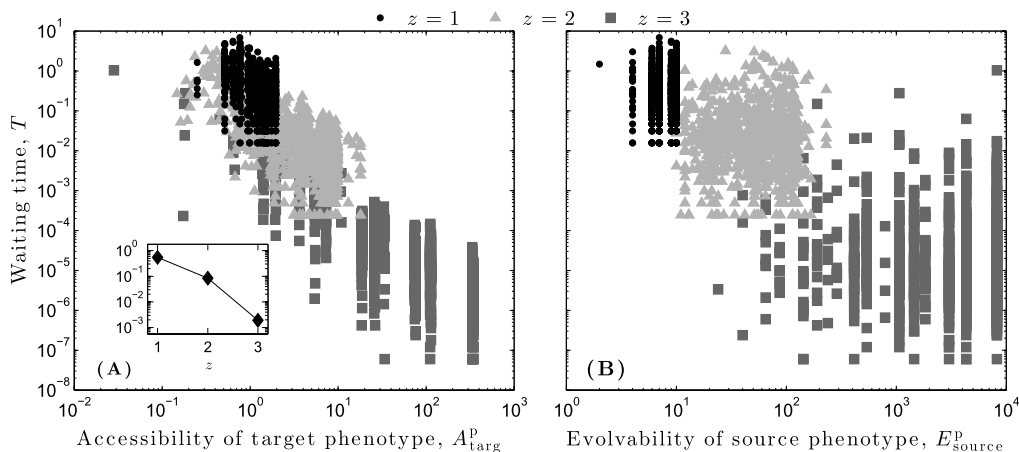 z = 1 z = 2 z = 3
Waiting time, T
10^1
10^0
10^-1
10^-2
10^-3
10^-4
10^-5
10^-6
10^-7
10^-8
10^0
10^-1
10^-2
10^-3
1 2 3
z
(A)
(B)
10^-2 10^-1 10^0 10^1 10^2 10^3
10^0 10^1 10^2 10^3 10^4
Accessibility of target phenotype, A^p_targ
Evolvability of source phenotype, E^p_source